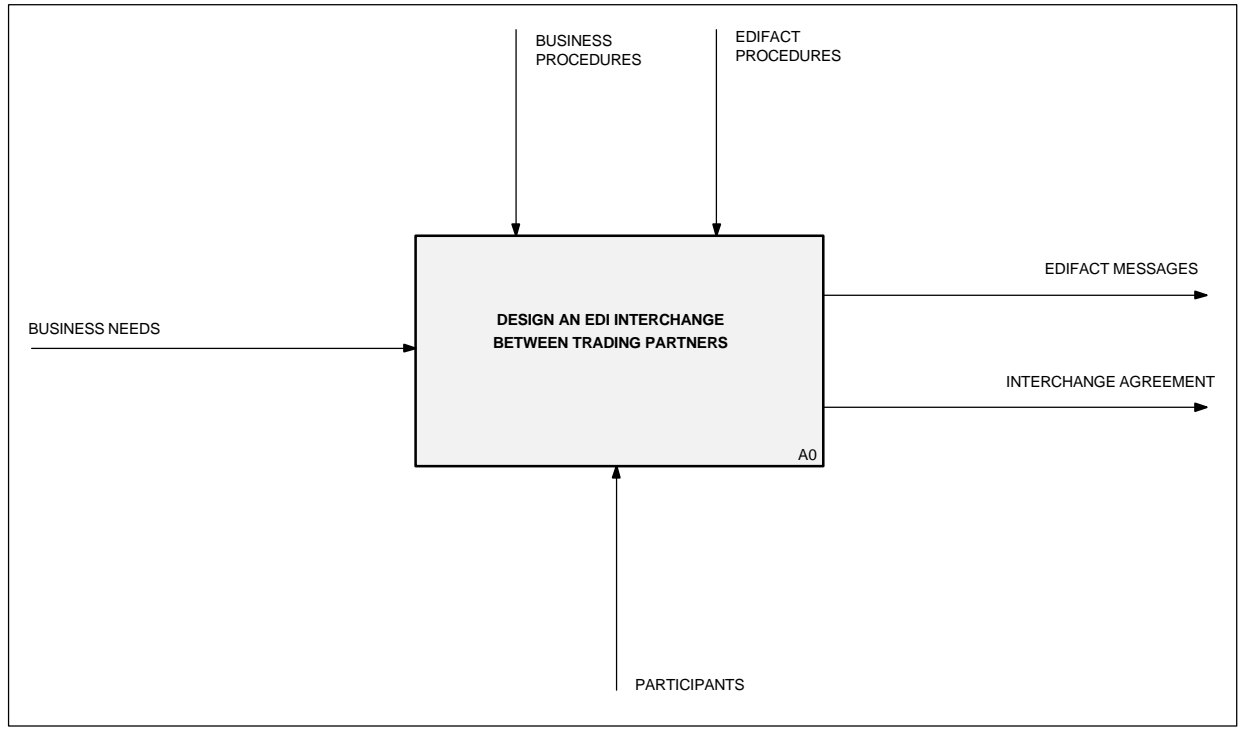 BUSINESS
PROCEDURES
EDIFACT
PROCEDURES
EDIFACT MESSAGES
BUSINESS NEEDS
DESIGN AN EDI INTERCHANGE
BETWEEN TRADING PARTNERS
INTERCHANGE AGREEMENT
A0
PARTICIPANTS